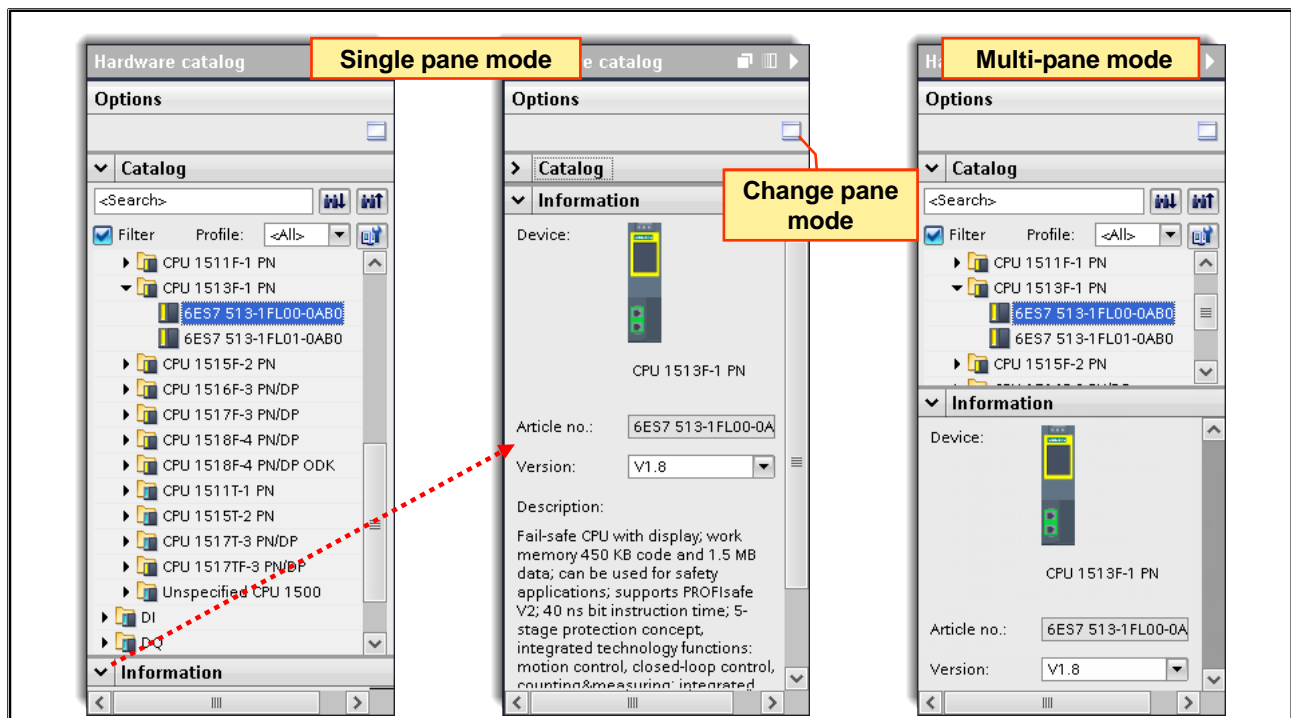 Single pane mode
Multi-pane mode
Change pane
mode
Hardware catalog
Options
Catalog
<Search>
Filter Profile: <All>
CPU 1511F-1 PN
CPU 1513F-1 PN
6ES7 513-1FL00-0AB0
6ES7 513-1FL01-0AB0
CPU 1515F-2 PN
CPU 1516F-3 PN/DP
CPU 1517F-3 PN/DP
CPU 1518F-4 PN/DP
CPU 1518F-4 PN/DP ODK
CPU 1511T-1 PN
CPU 1515T-2 PN
CPU 1517T-3 PN/DP
CPU 1517TF-3 PN/DP
Unspecified CPU 1500
DI
DQ
Information
catalog
Options
Catalog
Information
Device:
CPU 1513F-1 PN
Article no.: 6ES7 513-1FL00-0A
Version: V1.8
Description:
Fail-safe CPU with display; work
memory 450 KB code and 1.5 MB
data; can be used for safety
applications; supports PROFIsafe
V2; 40 ns bit instruction time; 5-
stage protection concept,
integrated technology functions:
motion control, closed-loop control,
counting&measuring; integrated
Options
Catalog
<Search>
Filter Profile: <All>
CPU 1511F-1 PN
CPU 1513F-1 PN
6ES7 513-1FL00-0AB0
6ES7 513-1FL01-0AB0
CPU 1515F-2 PN
Information
Device:
CPU 1513F-1 PN
Article no.: 6ES7 513-1FL00-0A
Version: V1.8